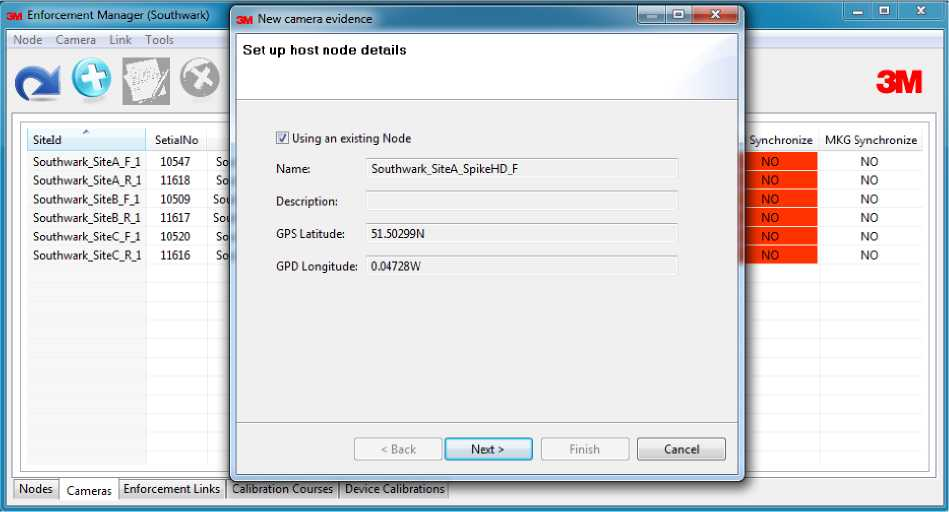 3M Enforcement Manager (Southwark)
Node Camera Link Tools
3M
SiteId SetialNo Synchronize MKG Synchronize
Southwark_SiteA_F_1 10547 So NO NO
Southwark_SiteA_R_1 11618 So NO NO
Southwark_SiteB_F_1 10509 Sou NO NO
Southwark_SiteB_R_1 11617 Sou NO NO
Southwark_SiteC_F_1 10520 So NO NO
Southwark_SiteC_R_1 11616 So NO NO
3M New camera evidence
Set up host node details
Using an existing Node
Name: Southwark_SiteA_SpikeHD_F
Description:
GPS Latitude: 51.50299N
GPD Longitude: 0.04728W
< Back Next > Finish Cancel
Nodes Cameras Enforcement Links Calibration Courses Device Calibrations